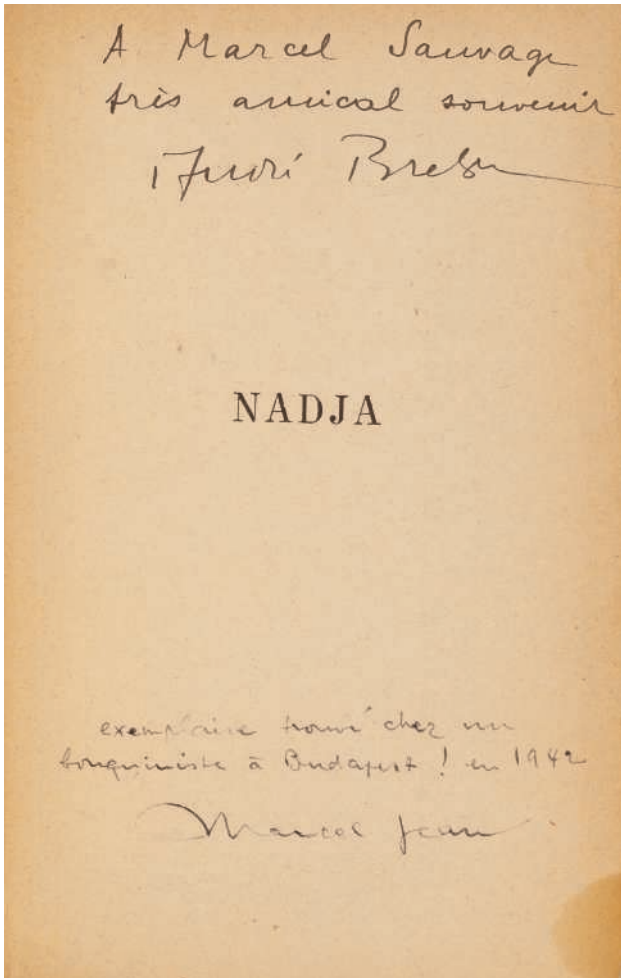 A Marcel Sauvage
très amical souvenir
André Breton
NADJA
exemplaire trouvé chez un
bouquiniste à Budapest ! en 1942
Marcel Jean